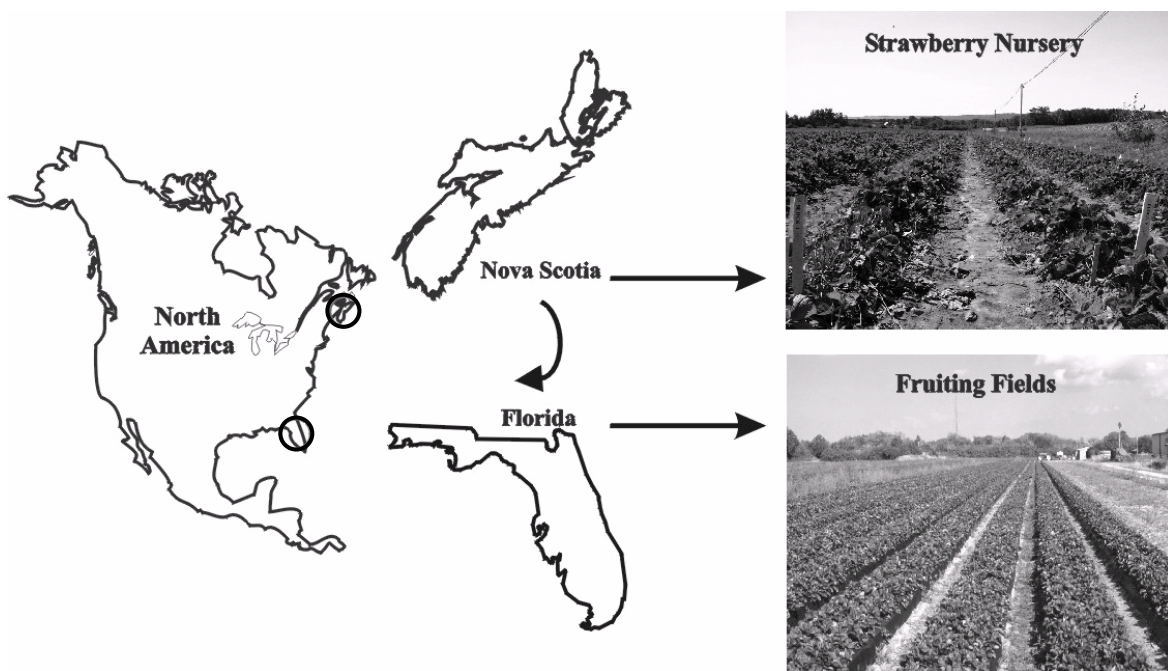 Strawberry Nursery
Nova Scotia
North
America
Florida
Fruiting Fields